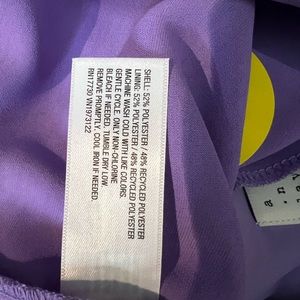 SHELL: 52% POLYESTER / 48% RECYCLED POLYESTER
LINING: 52% POLYESTER / 48% RECYCLED POLYESTER
MACHINE WASH COLD WITH LIKE COLORS.
GENTLE CYCLE. ONLY NON-CHLORINE
BLEACH IF NEEDED. TUMBLE DRY LOW.
REMOVE PROMPTLY. COOL IRON IF NEEDED.
RN17730 VN1973122